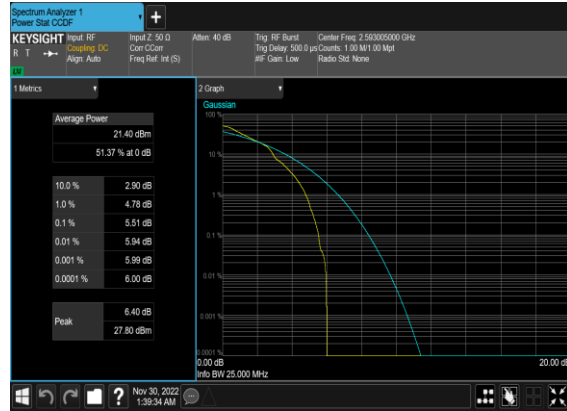 Spectrum Analyzer 1
Power Stat CCDF
KEYSIGHT Input: RF Input Z: 50 Ω Atten: 40 dB Trig: RF Burst Center Freq: 2.593005000 GHz
R T Coupling: DC Corr CCorr Trig Delay: 500.0 µs Counts: 1.00 M/1.00 Mpt
Align: Auto Freq Ref: Int (S) #IF Gain: Low Radio Std: None
1 Metrics
2 Graph
Average Power
21.40 dBm
51.37 % at 0 dB
10.0 % 2.90 dB
1.0 % 4.78 dB
0.1 % 5.51 dB
0.01 % 5.94 dB
0.001 % 5.99 dB
0.0001 % 6.00 dB
Peak 6.40 dB
27.80 dBm
Gaussian
100 %
10 %
1 %
0.1 %
0.01 %
0.001 %
0.0001 %
0.00 dB 20.00 dB
Info BW 25.000 MHz
Nov 30, 2022
1:39:34 AM